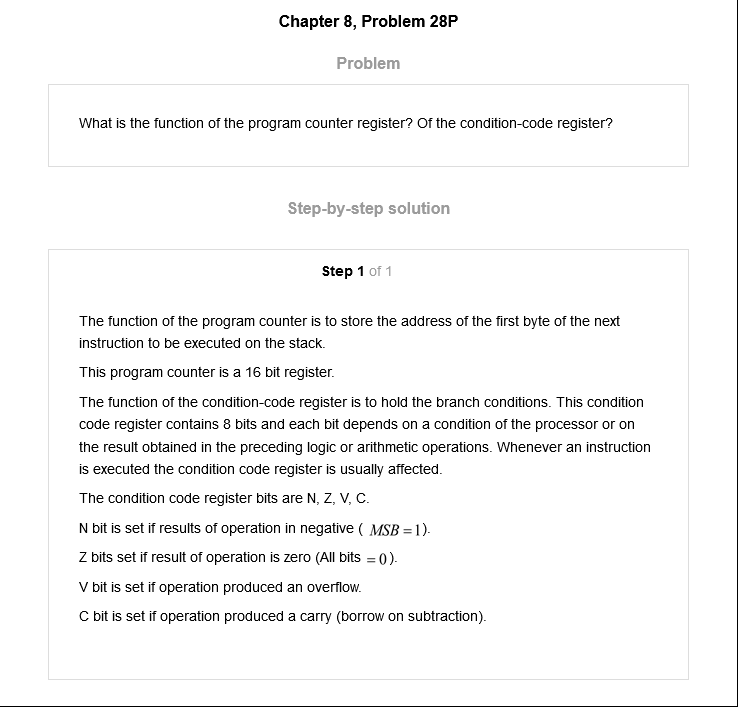 Chapter 8, Problem 28P
Problem
What is the function of the program counter register? Of the condition-code register?
Step-by-step solution
Step 1 of 1
The function of the program counter is to store the address of the first byte of the next
instruction to be executed on the stack.
This program counter is a 16 bit register.
The function of the condition-code register is to hold the branch conditions. This condition
code register contains 8 bits and each bit depends on a condition of the processor or on
the result obtained in the preceding logic or arithmetic operations. Whenever an instruction
is executed the condition code register is usually affected.
The condition code register bits are N, Z, V, C.
N bit is set if results of operation in negative ( MSB = 1).
Z bits set if result of operation is zero (All bits = 0).
V bit is set if operation produced an overflow.
C bit is set if operation produced a carry (borrow on subtraction).